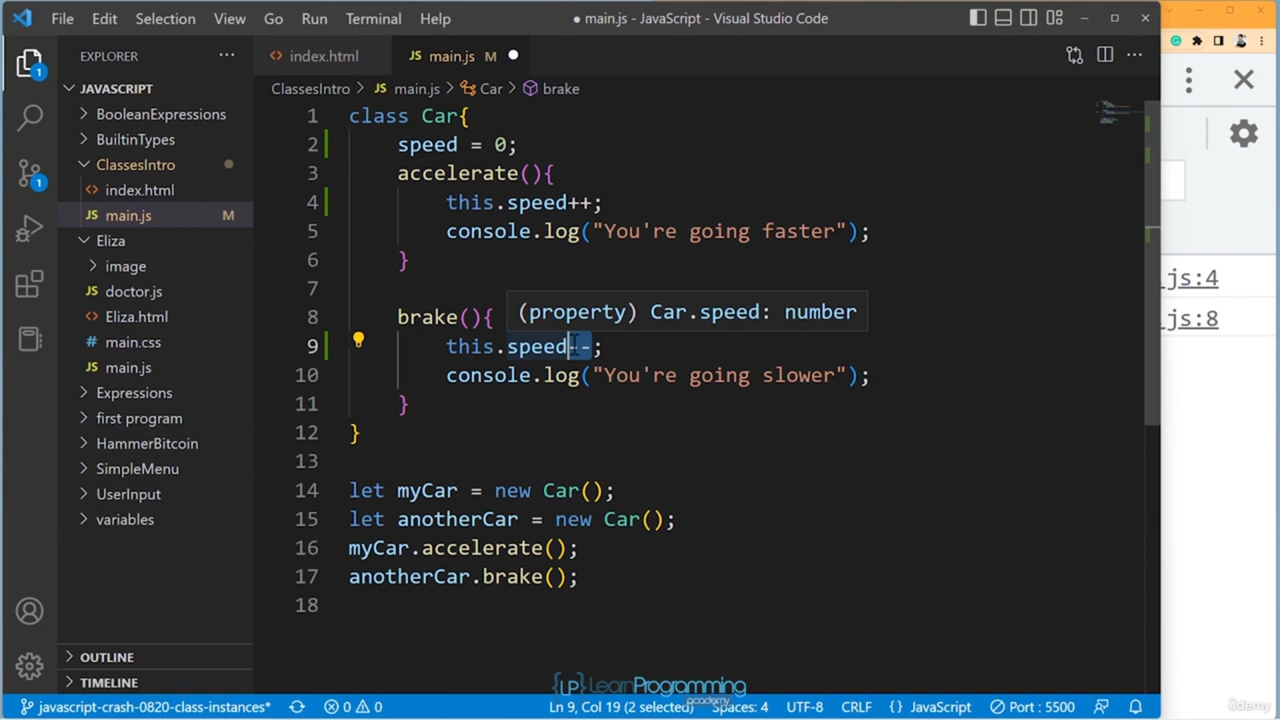 File Edit Selection View Go Run Terminal Help
● main.js - JavaScript - Visual Studio Code
EXPLORER
index.html
JS main.js M
JAVASCRIPT
BooleanExpressions
BuiltinTypes
ClassesIntro
index.html
JS main.js M
Eliza
image
JS doctor.js
Eliza.html
# main.css
JS main.js
Expressions
first program
HammerBitcoin
SimpleMenu
UserInput
variables
OUTLINE
TIMELINE
ClassesIntro > JS main.js > Car > brake
1 class Car{
2 speed = 0;
3 accelerate(){
4 this.speed++;
5 console.log("You're going faster");
6 }
7
(property) Car.speed: number
8 brake(){
9 this.speed--;
10 console.log("You're going slower");
11 }
12 }
13
14 let myCar = new Car();
15 let anotherCar = new Car();
16 myCar.accelerate();
17 anotherCar.brake();
18
js:4
js:8
1
1
{LP} LearnProgramming
academy
javascript-crash-0820-class-instances* 0 0 Ln 9, Col 19 (2 selected) Spaces: 4 UTF-8 CRLF {} JavaScript Port : 5500
ûdemy